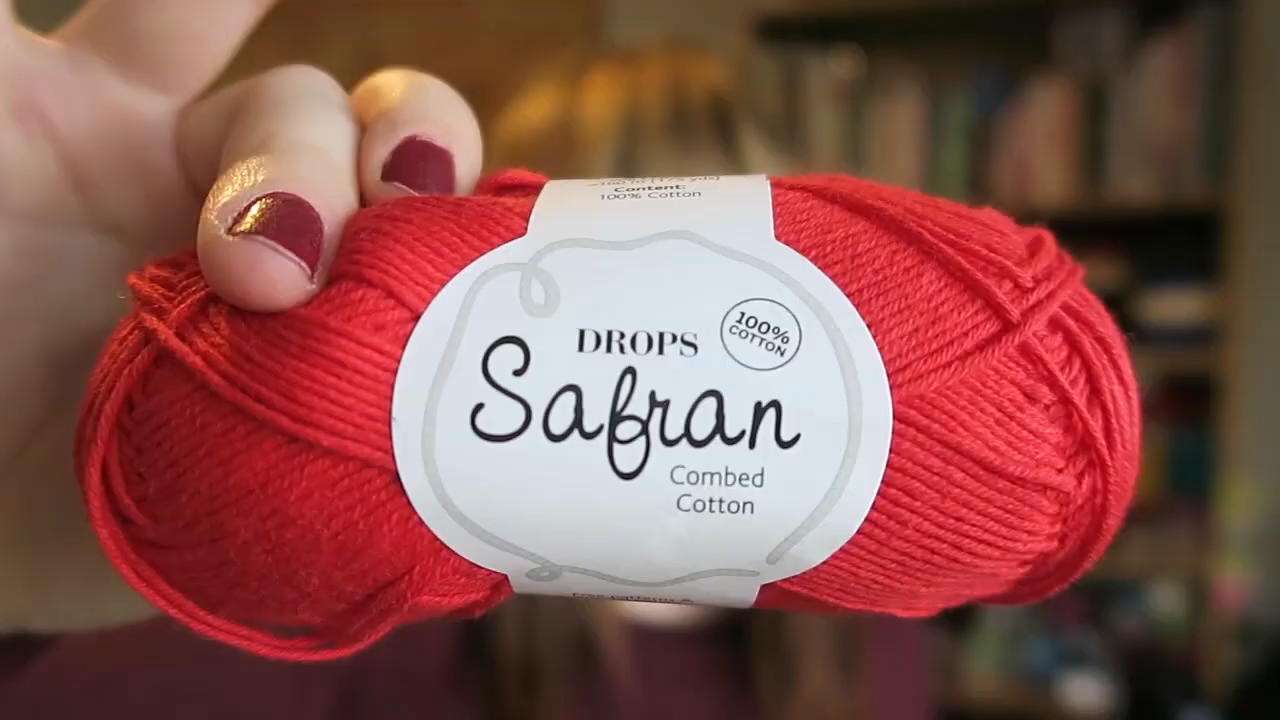 Content:
100% Cotton
DROPS
100%
COTTON
Safran
Combed
Cotton